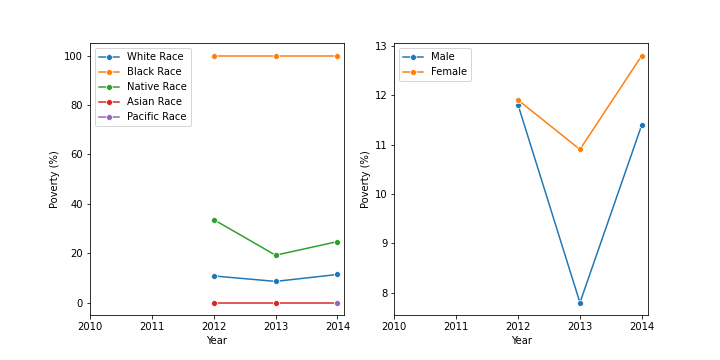 White Race
Black Race
Native Race
Asian Race
Pacific Race
100
80
60
40
20
0
Poverty (%)
2010 2011 2012 2013 2014
Year
Male
Female
13
12
11
10
9
8
Poverty (%)
2010 2011 2012 2013 2014
Year